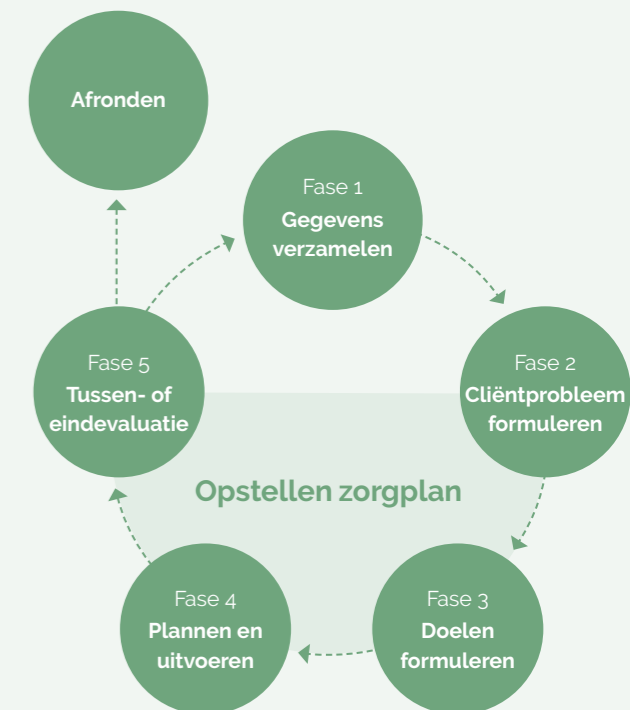 Afronden
Fase 1
Gegevens
verzamelen
Fase 2
Cliëntprobleem
formuleren
Fase 5
Tussen- of
eindevaluatie
Opstellen zorgplan
Fase 4
Plannen en
uitvoeren
Fase 3
Doelen
formuleren